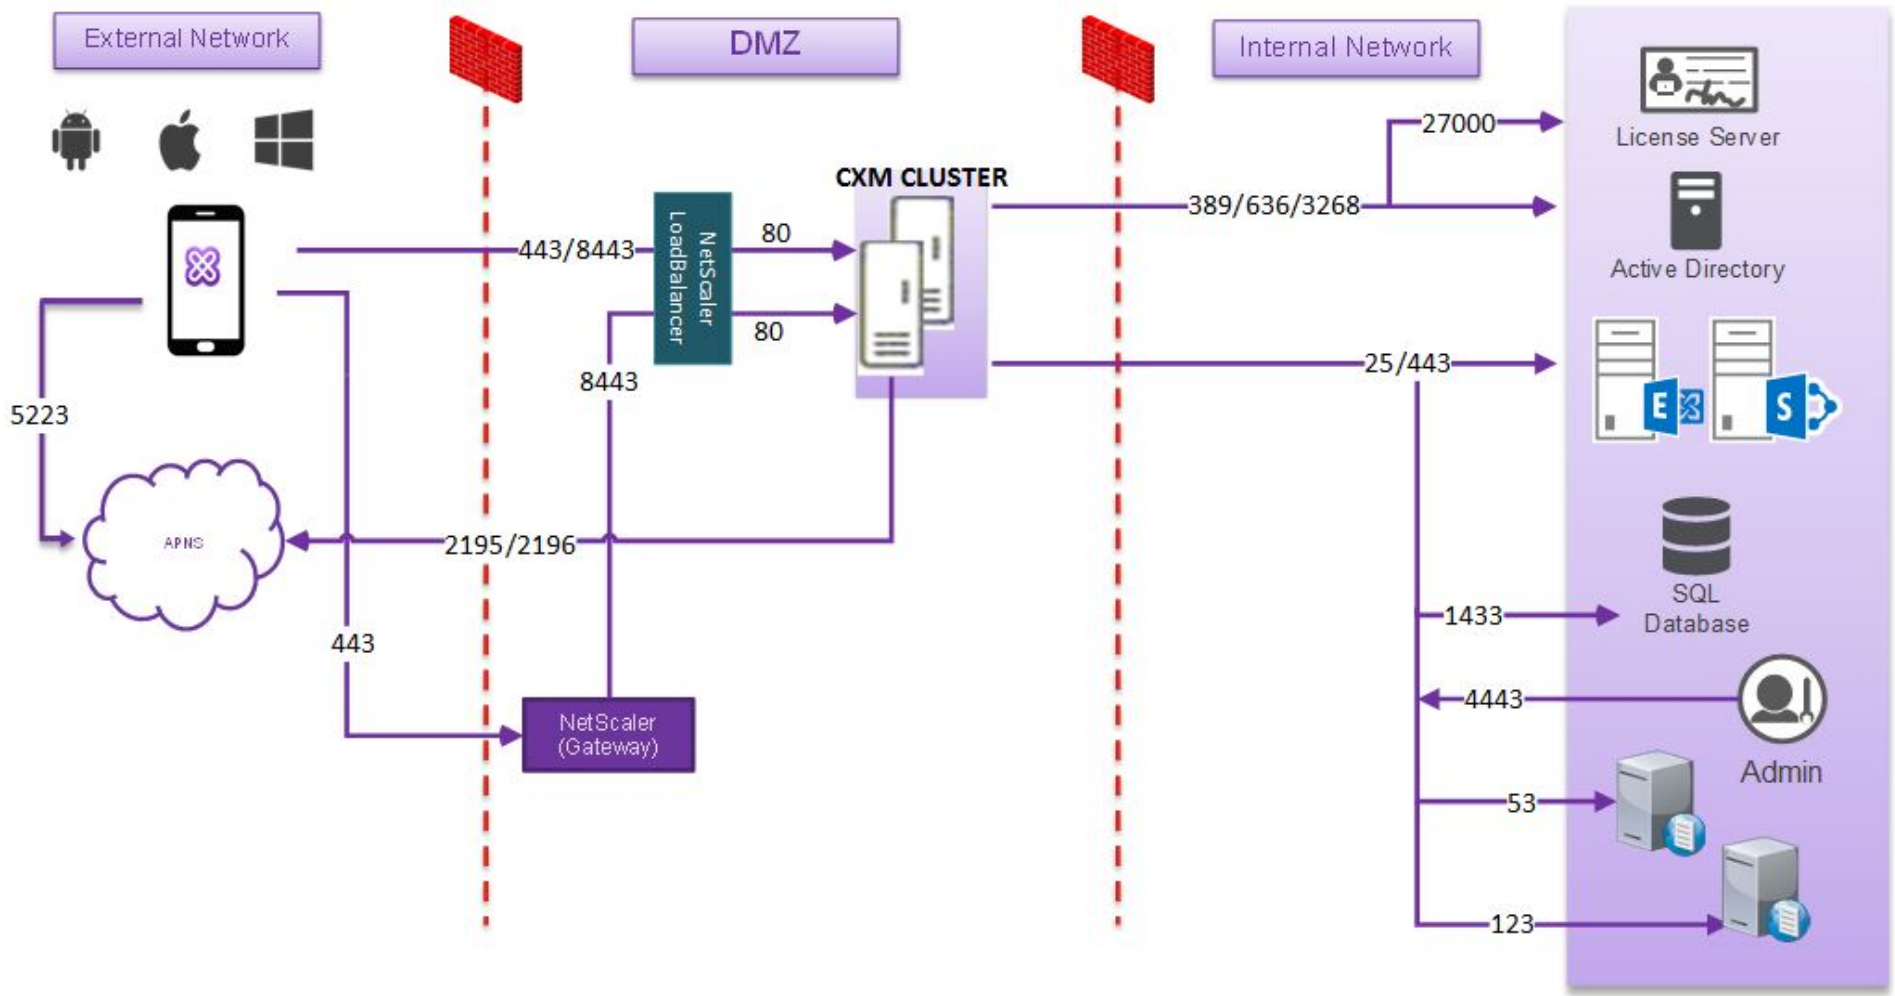 External Network
DMZ
Internal Network
License Server
27000
CXM CLUSTER
389/636/3268
Active Directory
443/8443
NetScaler
LoadBalancer
80
80
8443
25/443
E
S
5223
APNS
2195/2196
SQL
Database
1433
443
4443
NetScaler
(Gateway)
Admin
53
123